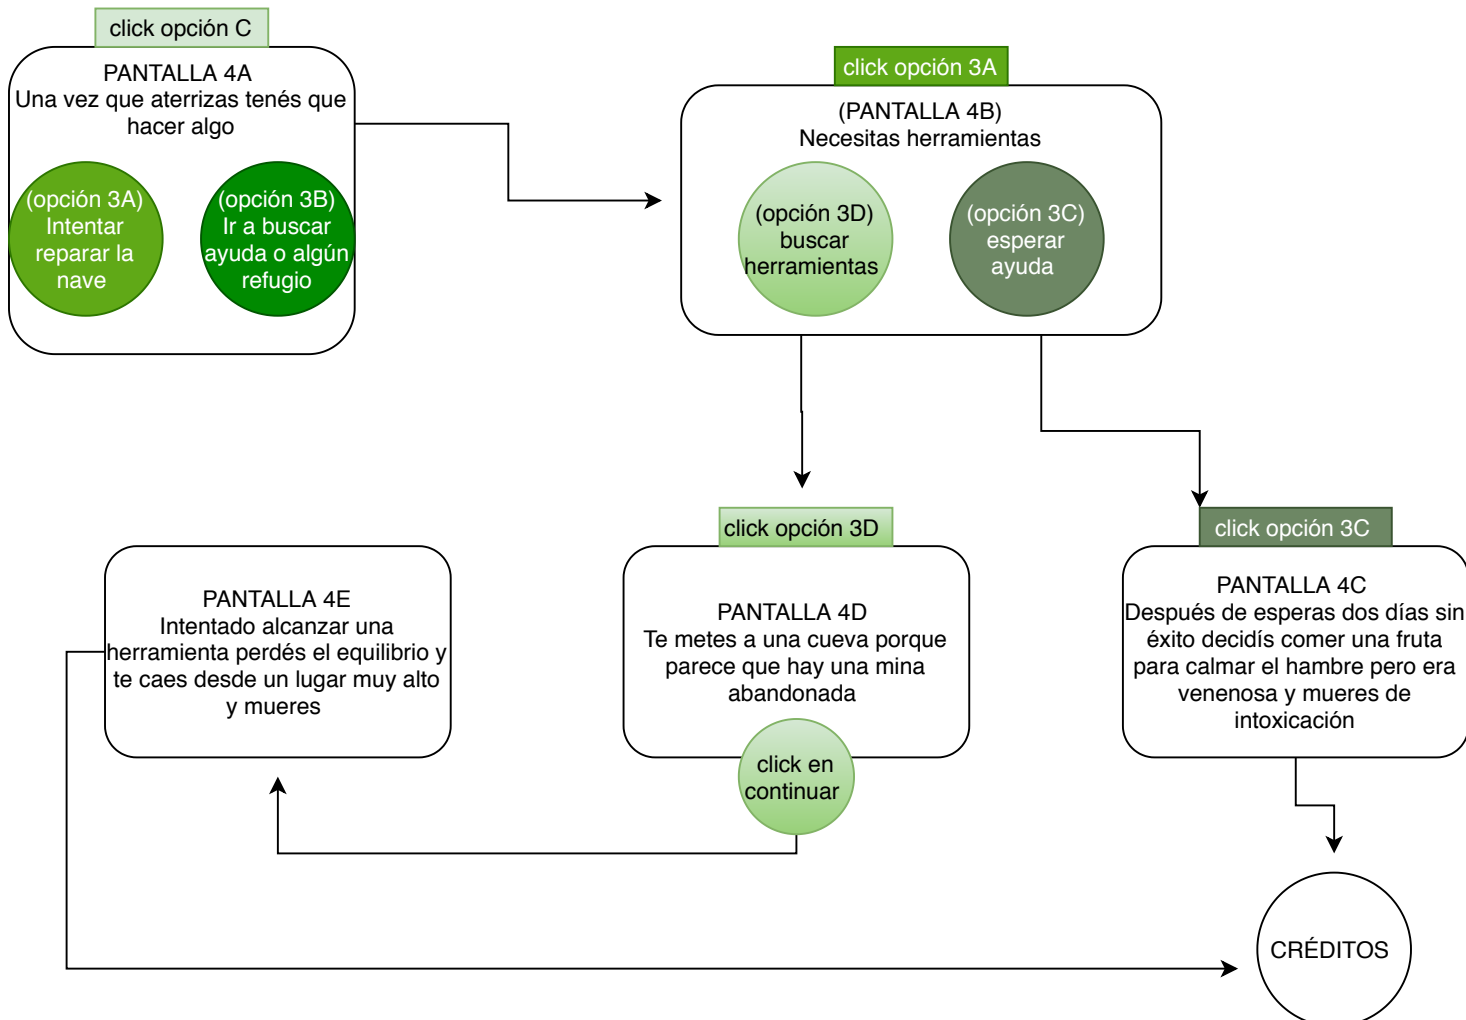 click opción C
PANTALLA 4A
Una vez que aterrizas tenés que
hacer algo
(opción 3A)
Intentar
reparar la
nave
(opción 3B)
Ir a buscar
ayuda o algún
refugio
click opción 3A
(PANTALLA 4B)
Necesitas herramientas
(opción 3D)
buscar
herramientas
(opción 3C)
esperar
ayuda
PANTALLA 4E
Intentado alcanzar una
herramienta perdés el equilibrio y
te caes desde un lugar muy alto
y mueres
click opción 3D
PANTALLA 4D
Te metes a una cueva porque
parece que hay una mina
abandonada
click en
continuar
click opción 3C
PANTALLA 4C
Después de esperas dos días sin
éxito decidís comer una fruta
para calmar el hambre pero era
venenosa y mueres de
intoxicación
CRÉDITOS